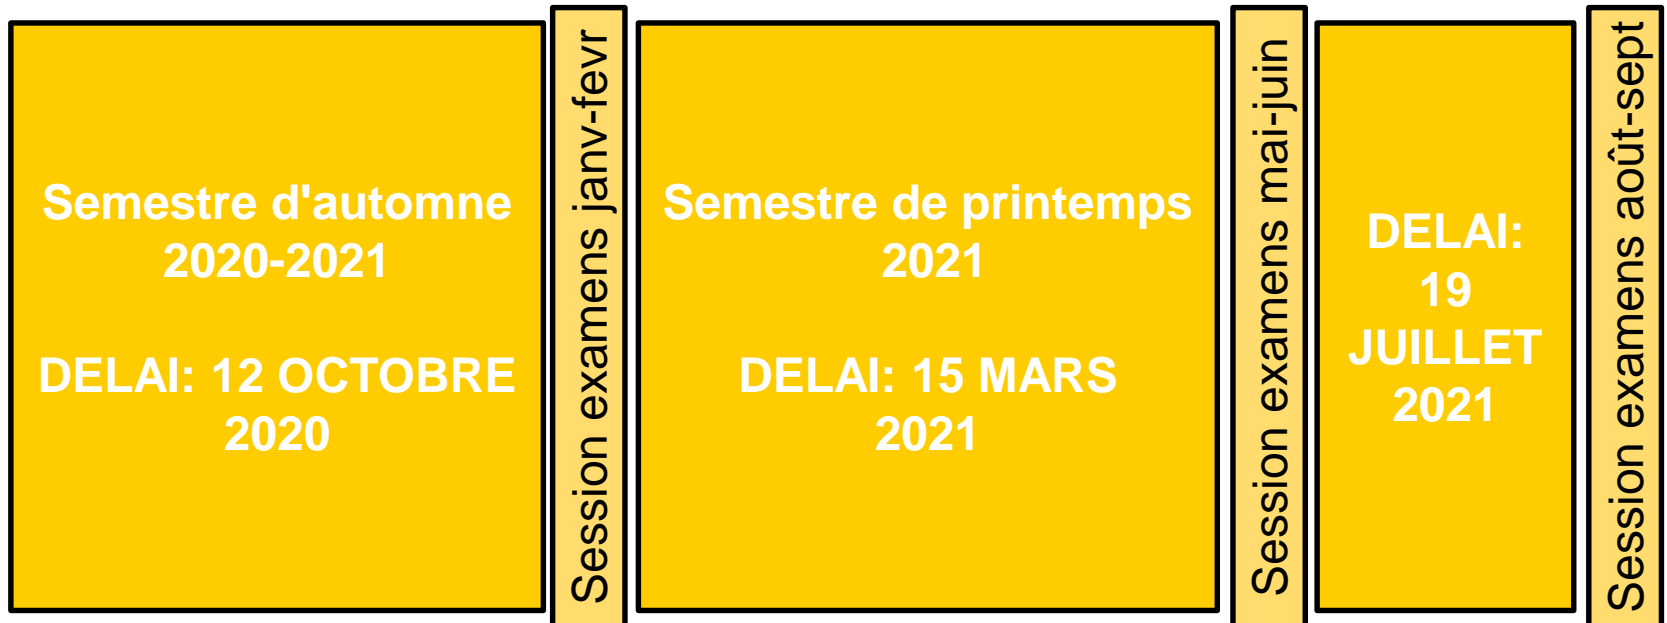 Semestre d'automne
2020-2021
DELAI: 12 OCTOBRE
2020
Session examens janv-fevr
Semestre de printemps
2021
DELAI: 15 MARS
2021
Session examens mai-juin
DELAI:
19
JUILLET
2021
Session examens août-sept